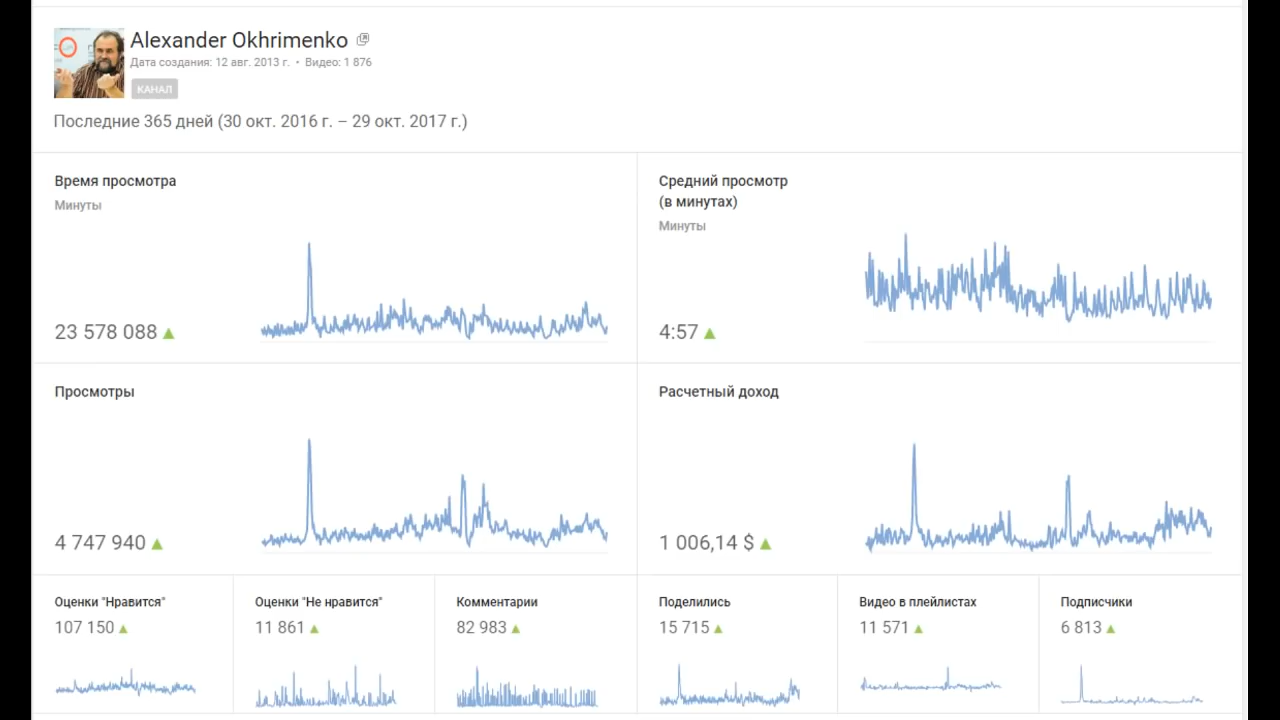 Alexander Okhrimenko
Дата создания: 12 авг. 2013 г. • Видео: 1 876
КАНАЛ
Последние 365 дней (30 окт. 2016 г. – 29 окт. 2017 г.)
Время просмотра
Минуты
23 578 088
Средний просмотр
(в минутах)
Минуты
4:57
Просмотры
4 747 940
Расчетный доход
1 006,14 $
Оценки "Нравится"
107 150
Оценки "Не нравится"
11 861
Комментарии
82 983
Поделились
15 715
Видео в плейлистах
11 571
Подписчики
6 813